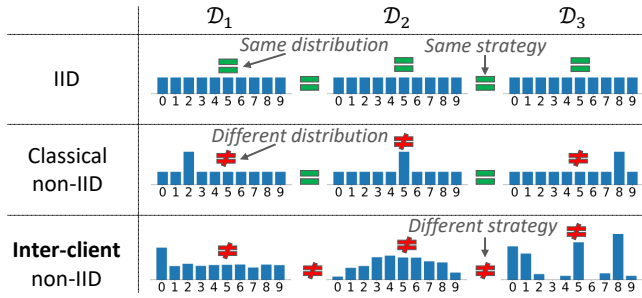 𝒟1 𝒟2 𝒟3
Same distribution Same strategy
IID
0 1 2 3 4 5 6 7 8 9 0 1 2 3 4 5 6 7 8 9 0 1 2 3 4 5 6 7 8 9
Different distribution
Classical
non-IID
0 1 2 3 4 5 6 7 8 9 0 1 2 3 4 5 6 7 8 9 0 1 2 3 4 5 6 7 8 9
Different strategy
Inter-client
non-IID
0 1 2 3 4 5 6 7 8 9 0 1 2 3 4 5 6 7 8 9 0 1 2 3 4 5 6 7 8 9